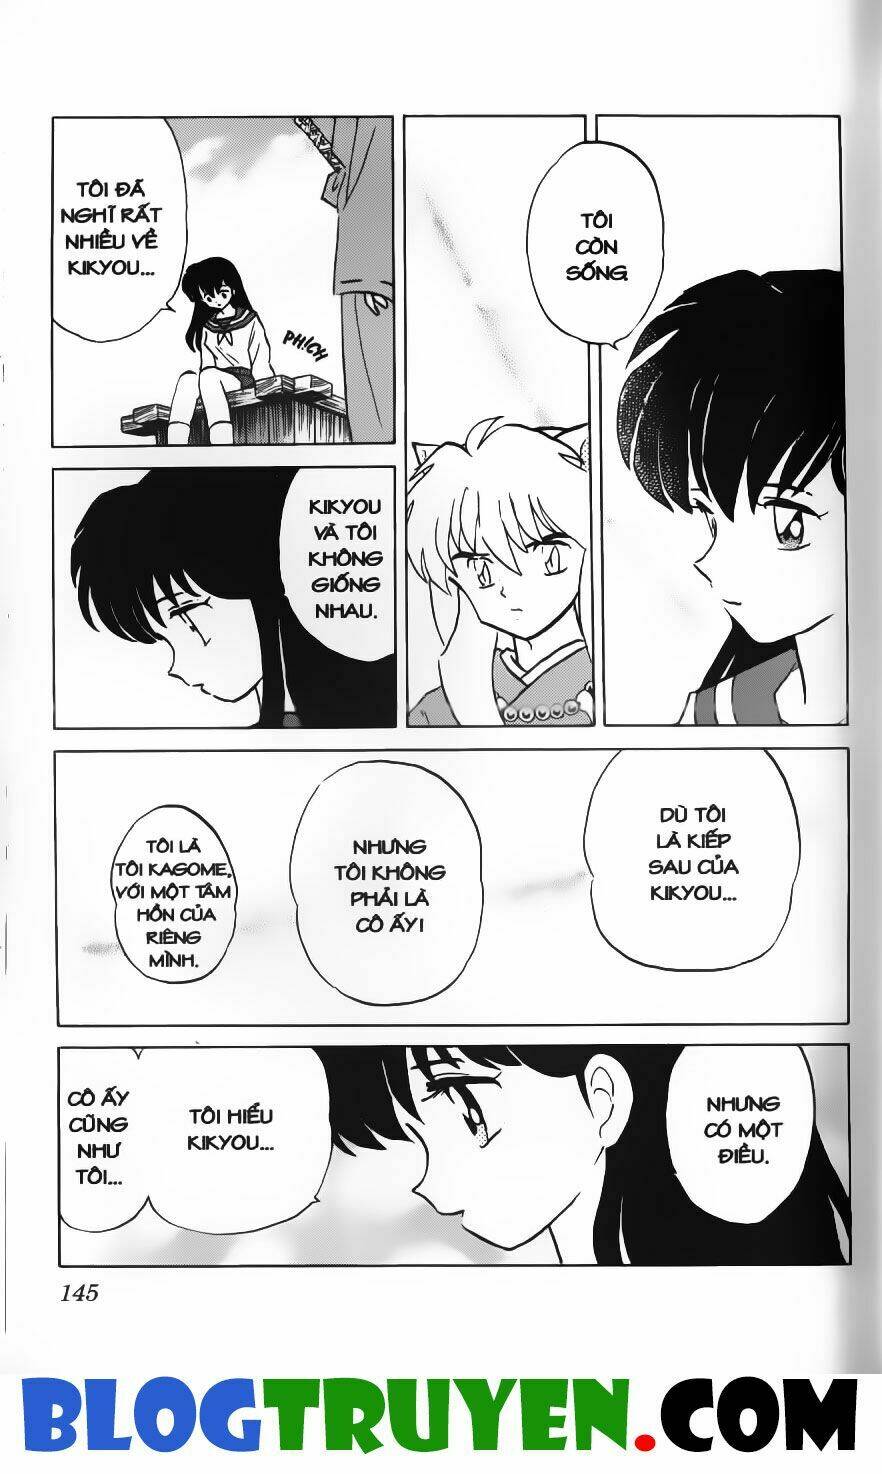 TÔI ĐÃ
NGHĨ RẤT
NHIỀU VỀ
KIKYOU...
PHỊCH
KIKYOU
VÀ TÔI
KHÔNG
GIỐNG
NHAU.
TÔI
CÒN
SỐNG.
DÙ TÔI
LÀ KIẾP
SAU CỦA
KIKYOU...
NHƯNG
TÔI KHÔNG
PHẢI LÀ
CÔ ẤY!
TÔI LÀ
TÔI KAGOME,
VỚI MỘT TÂM
HỒN CỦA
RIÊNG
MÌNH.
NHƯNG
CÓ MỘT
ĐIỀU.
TÔI HIỂU
KIKYOU...
CÔ ẤY
CŨNG
NHƯ
TÔI...
145
BLOGTRUYEN.COM